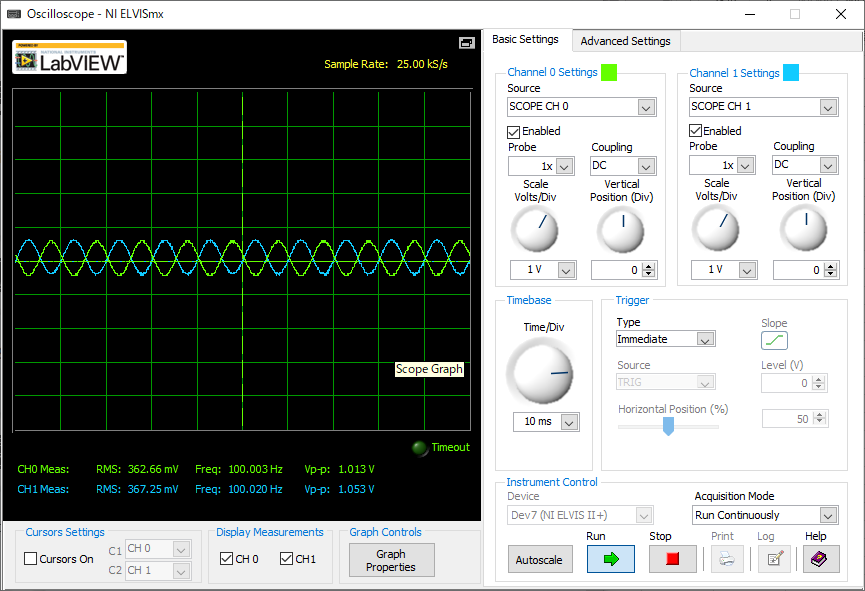 Oscilloscope - NI ELVISmx
POWERED BY
NATIONAL INSTRUMENTS
LabVIEW™
Sample Rate: 25.00 kS/s
Scope Graph
Timeout
CH0 Meas: RMS: 362.66 mV Freq: 100.003 Hz Vp-p: 1.013 V
CH1 Meas: RMS: 367.25 mV Freq: 100.020 Hz Vp-p: 1.053 V
Cursors Settings
Cursors On
C1 CH 0
C2 CH 1
Display Measurements
CH 0 CH1
Graph Controls
Graph
Properties
Basic Settings Advanced Settings
Channel 0 Settings
Source
SCOPE CH 0
Enabled
Probe Coupling
1x DC
Scale Vertical
Volts/Div Position (Div)
1 V 0
Channel 1 Settings
Source
SCOPE CH 1
Enabled
Probe Coupling
1x DC
Scale Vertical
Volts/Div Position (Div)
1 V 0
Timebase
Time/Div
10 ms
Trigger
Type Slope
Immediate
Source Level (V)
TRIG 0
Horizontal Position (%)
50
Instrument Control
Device Acquisition Mode
Dev7 (NI ELVIS II+) Run Continuously
Run Stop Print Log Help
Autoscale